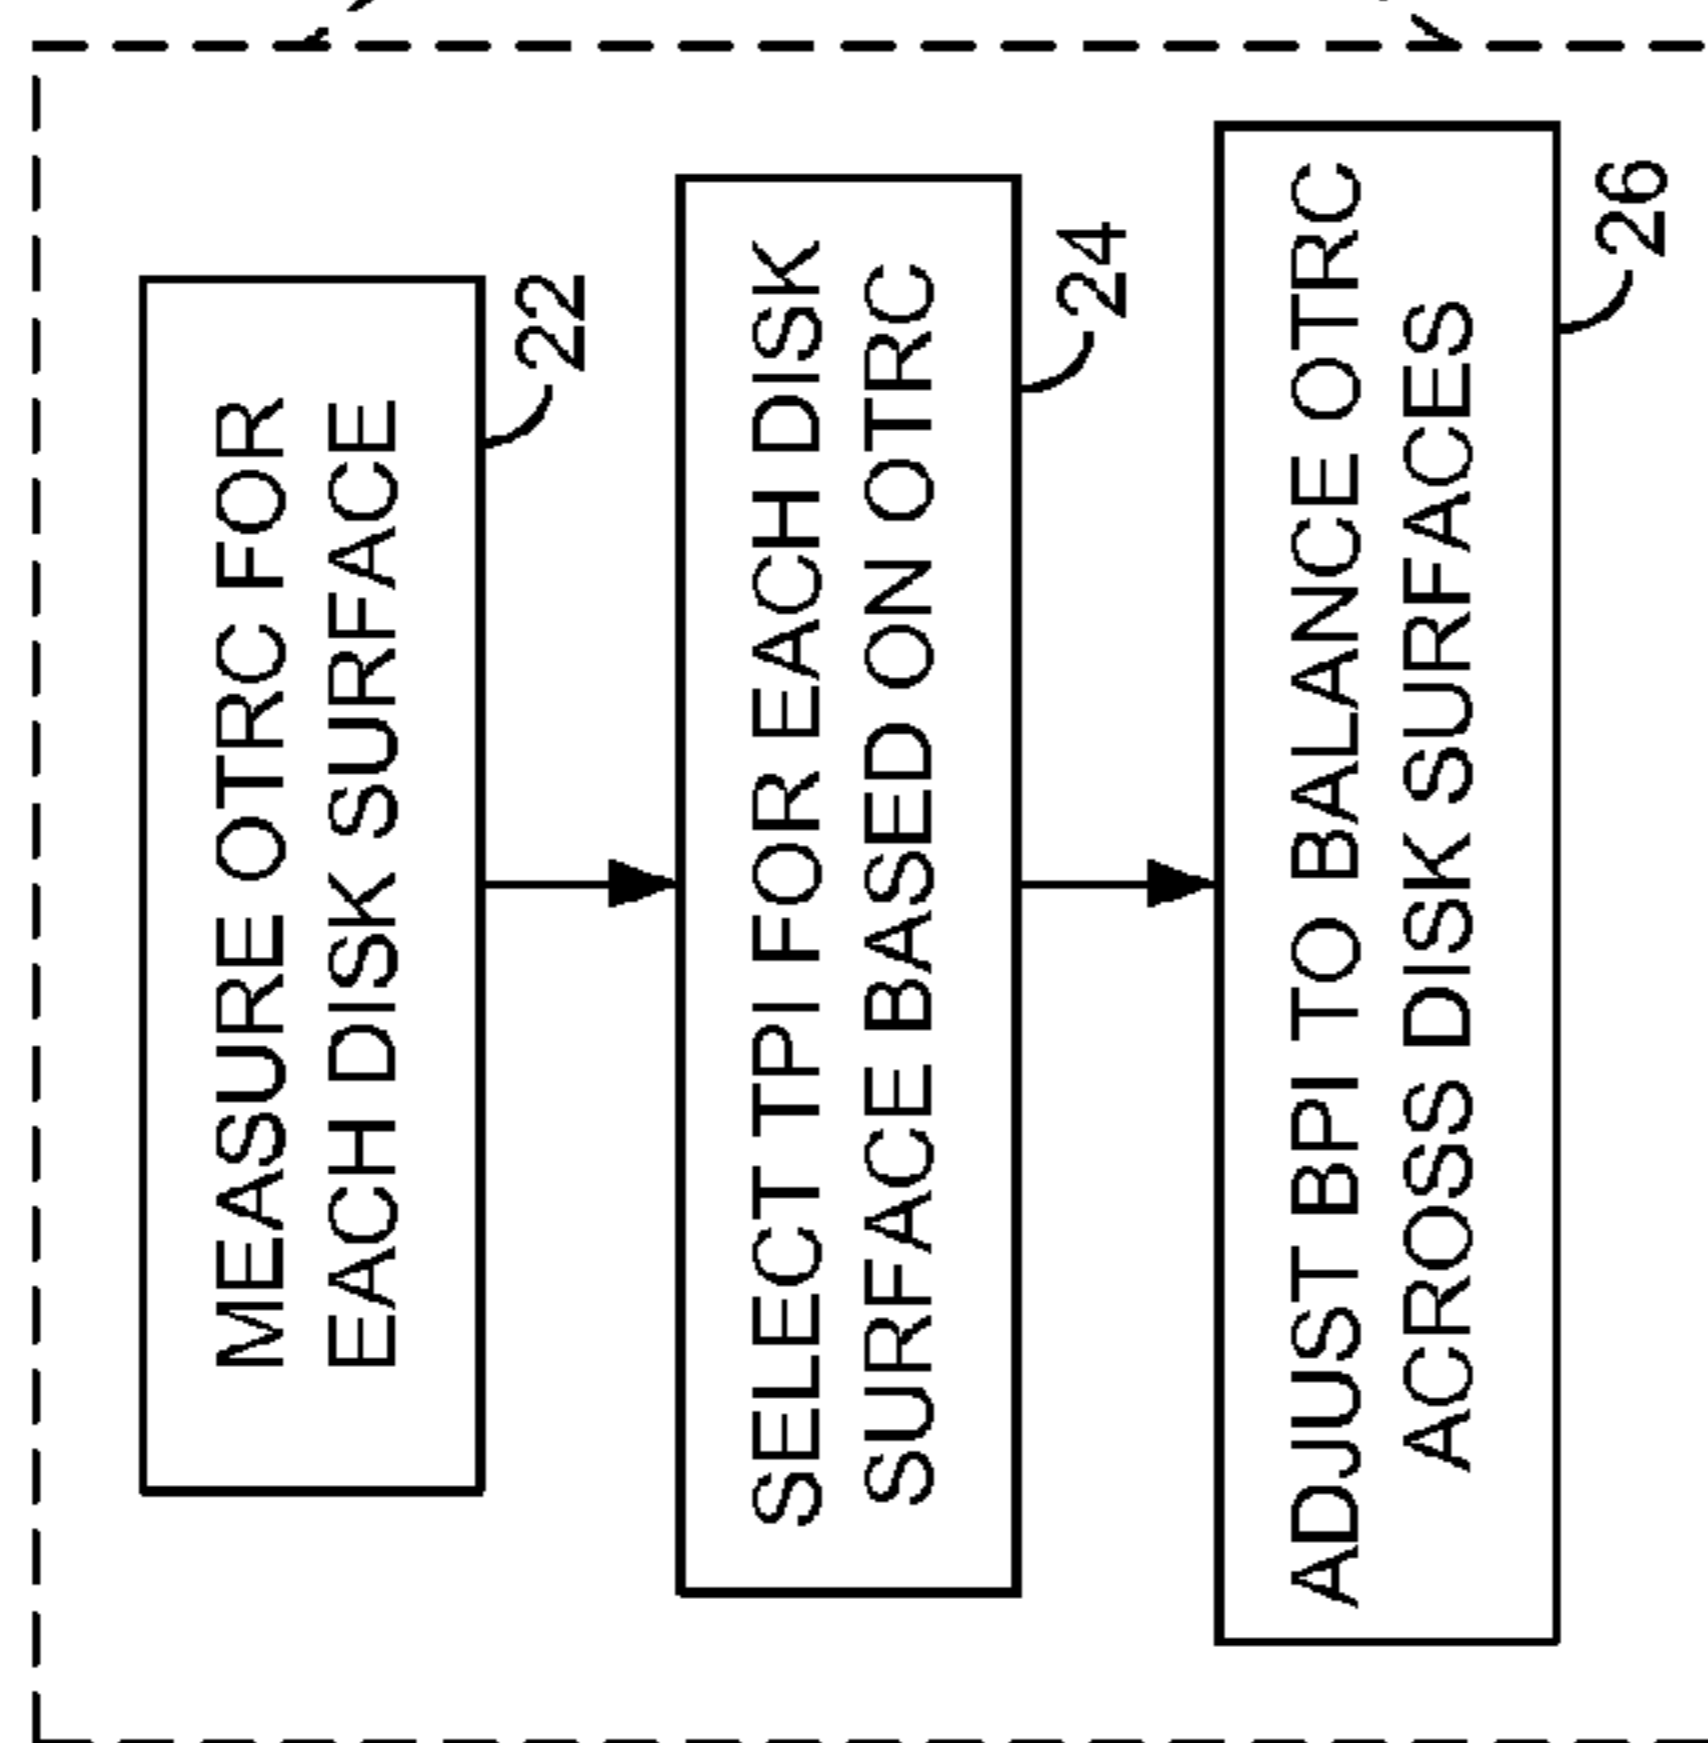 MEASURE OTRC FOR
EACH DISK SURFACE
22
SELECT TPI FOR EACH DISK
SURFACE BASED ON OTRC
24
ADJUST BPI TO BALANCE OTRC
ACROSS DISK SURFACES
26